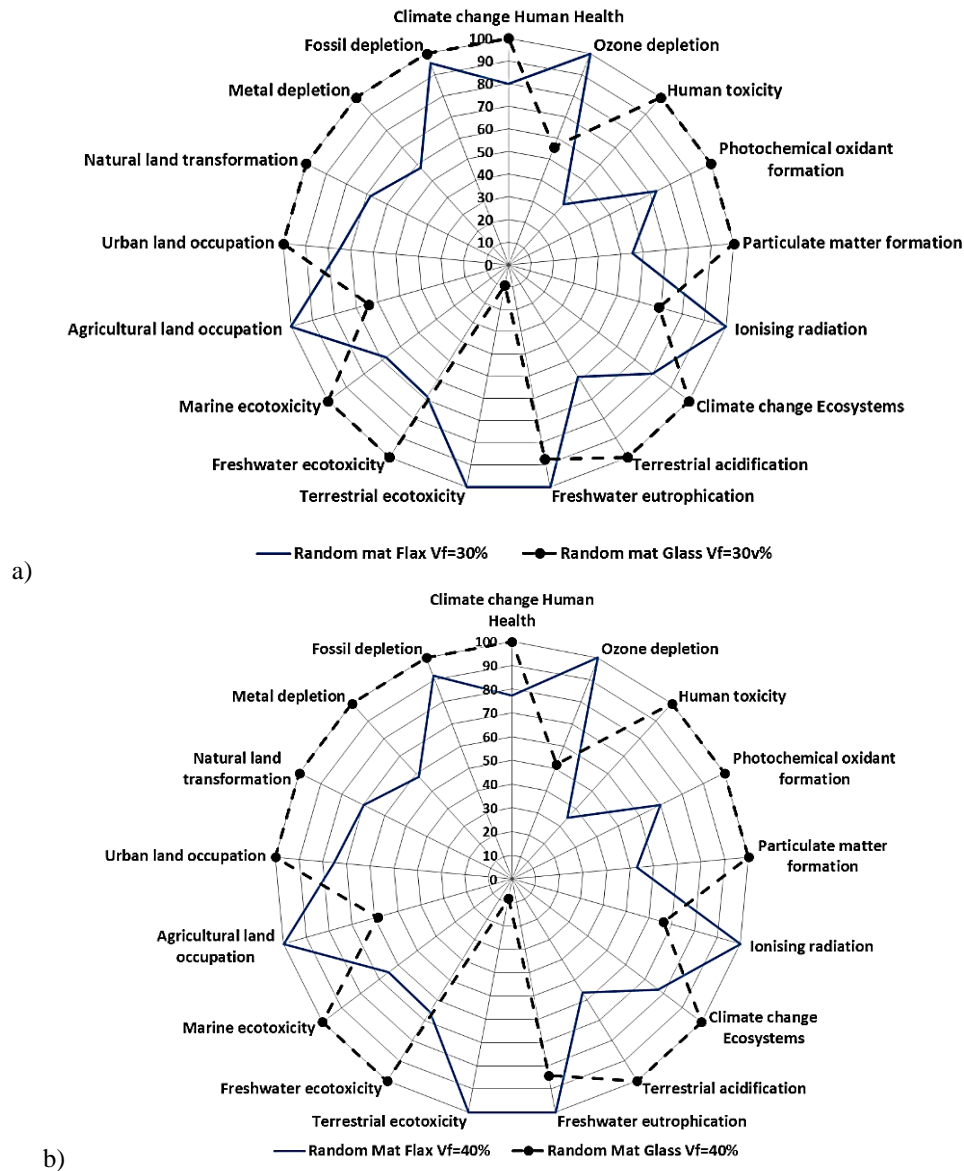 Climate change Human Health
Fossil depletion
100
Ozone depletion
Metal depletion
90
Human toxicity
80
Natural land transformation
70
Photochemical oxidant
formation
60
50
40
Urban land occupation
30
Particulate matter formation
20
10
0
Agricultural land occupation
Ionising radiation
Marine ecotoxicity
Climate change Ecosystems
Freshwater ecotoxicity
Terrestrial acidification
Terrestrial ecotoxicity
Freshwater eutrophication
Random mat Flax Vf=30%
Random mat Glass Vf=30v%
a)
Climate change Human
Health
Fossil depletion
100
Ozone depletion
Metal depletion
90
Human toxicity
80
Natural land
transformation
70
Photochemical oxidant
formation
60
50
40
Urban land occupation
30
Particulate matter
formation
20
10
0
Agricultural land
occupation
Ionising radiation
Marine ecotoxicity
Climate change
Ecosystems
Freshwater ecotoxicity
Terrestrial acidification
Terrestrial ecotoxicity
Freshwater eutrophication
Random Mat Flax Vf=40%
Random Mat Glass Vf=40%
b)